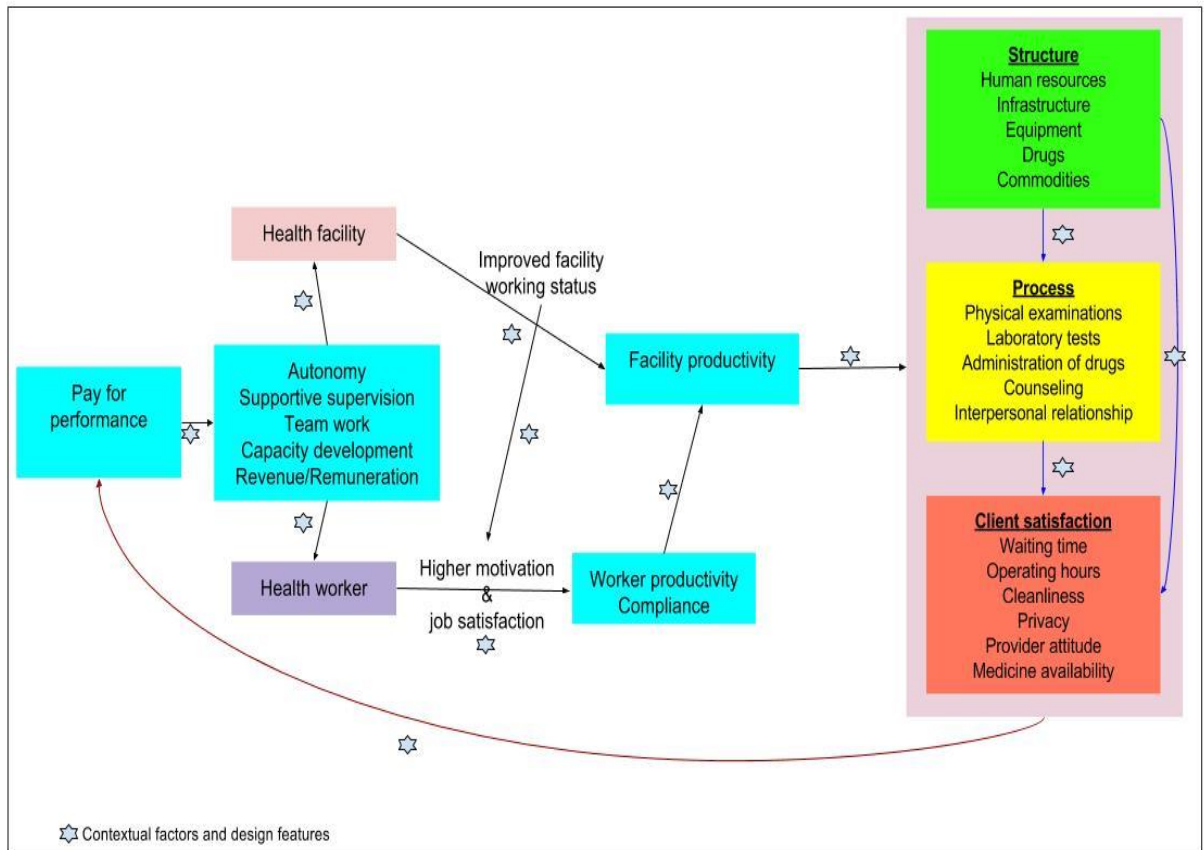 Structure
Human resources
Infrastructure
Equipment
Drugs
Commodities
Health facility
Improved facility
working status
Process
Physical examinations
Laboratory tests
Administration of drugs
Counseling
Interpersonal relationship
Pay for
performance
Autonomy
Supportive supervision
Team work
Capacity development
Revenue/Remuneration
Facility productivity
Health worker
Higher motivation
&
job satisfaction
Worker productivity
Compliance
Client satisfaction
Waiting time
Operating hours
Cleanliness
Privacy
Provider attitude
Medicine availability
Contextual factors and design features